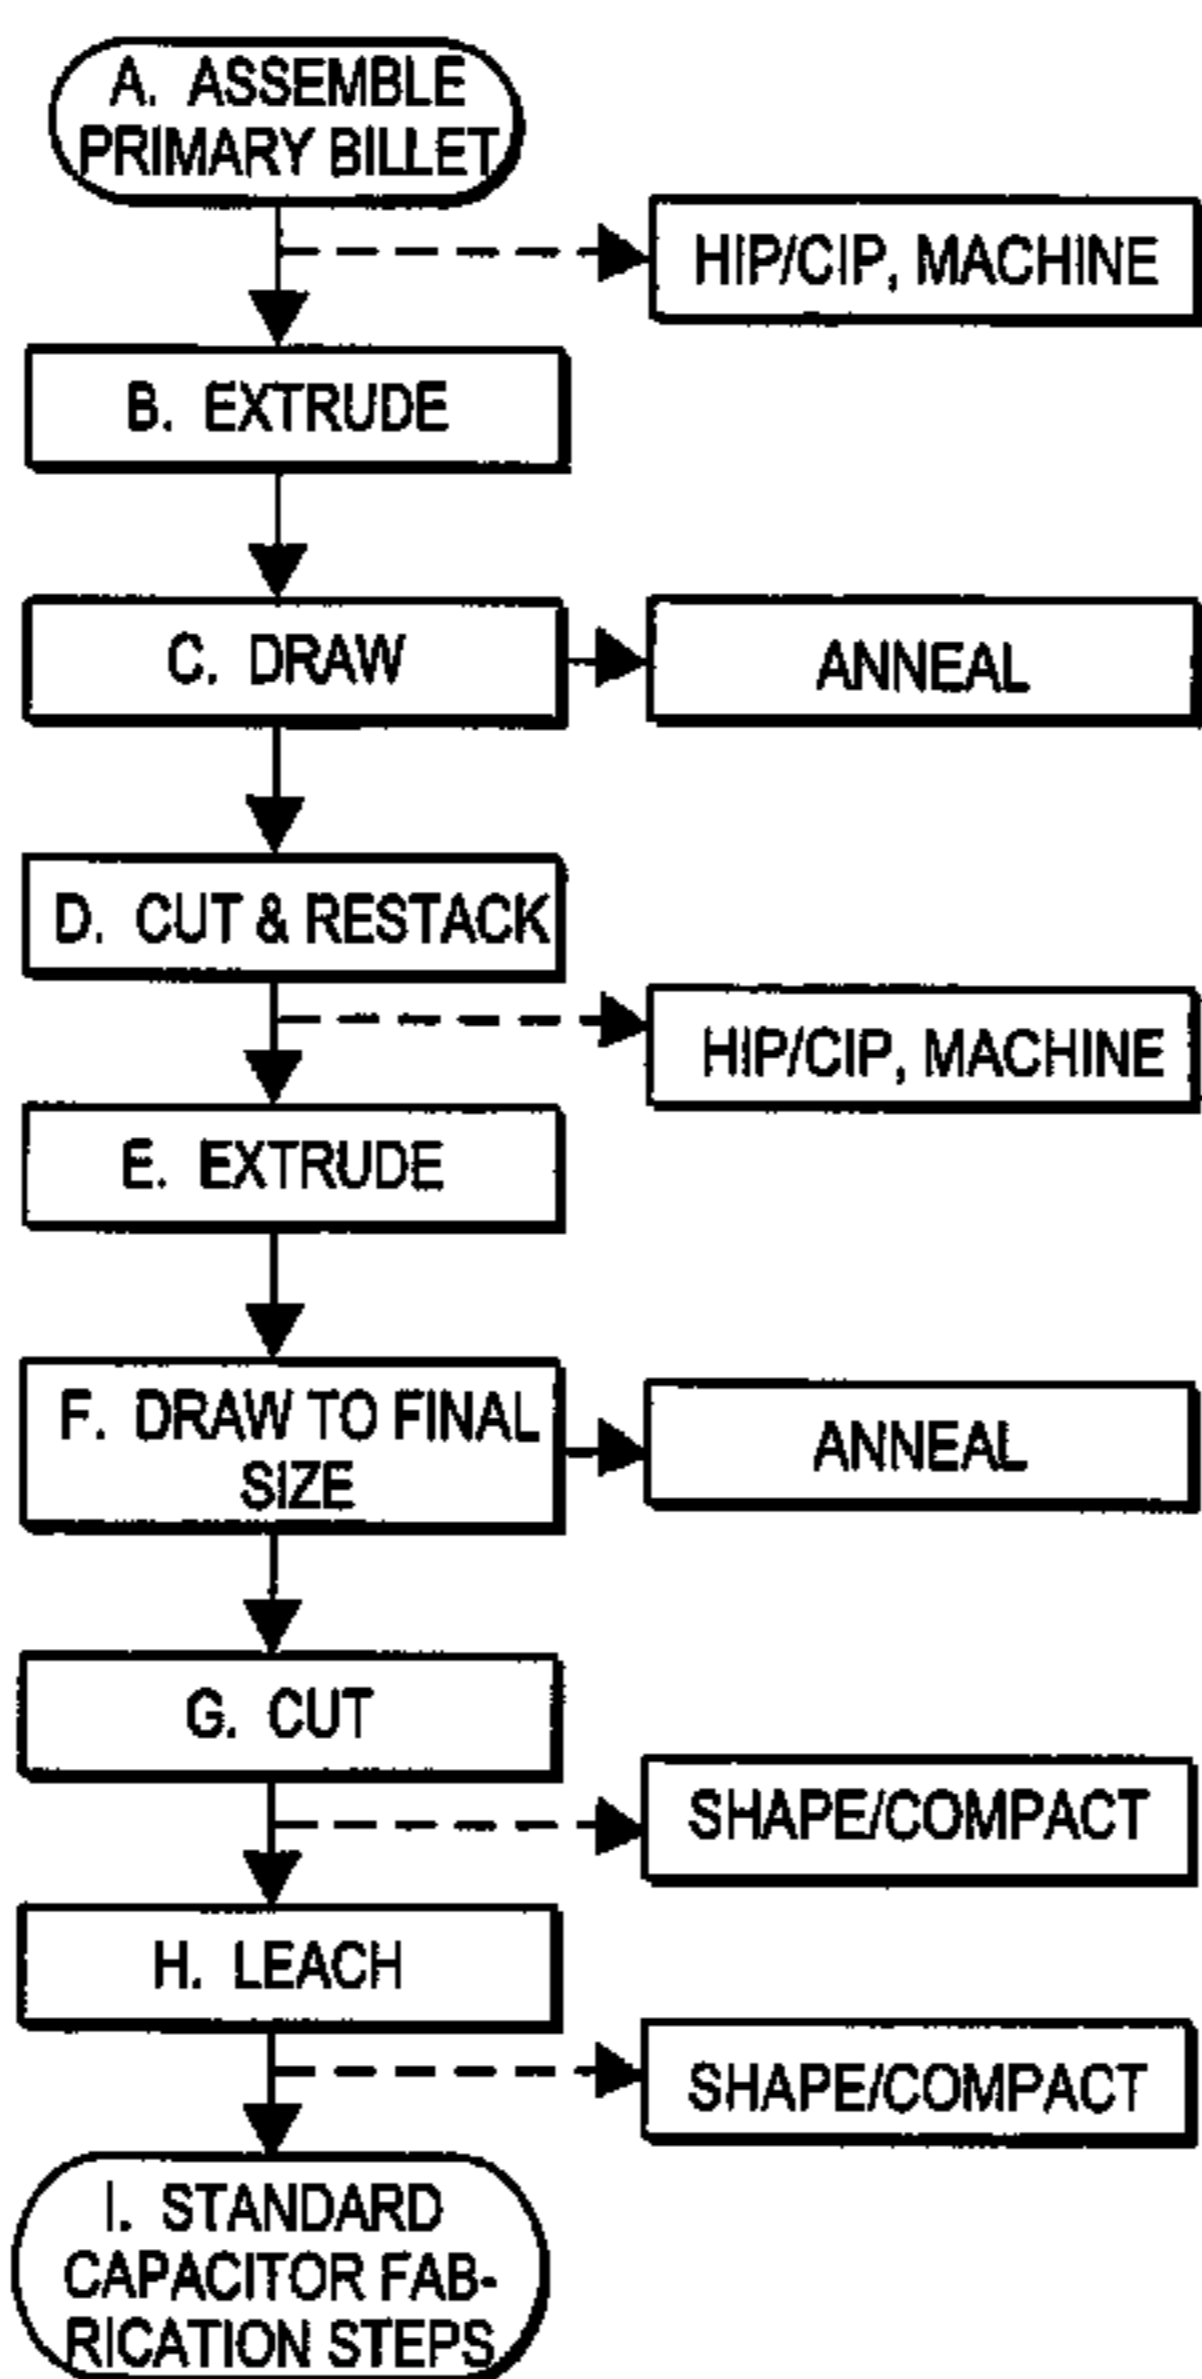 A. ASSEMBLE
PRIMARY BILLET
HIP/CIP, MACHINE
B. EXTRUDE
C. DRAW
ANNEAL
D. CUT & RESTACK
HIP/CIP, MACHINE
E. EXTRUDE
F. DRAW TO FINAL
SIZE
ANNEAL
G. CUT
SHAPE/COMPACT
H. LEACH
SHAPE/COMPACT
I. STANDARD
CAPACITOR FAB-
RICATION STEPS